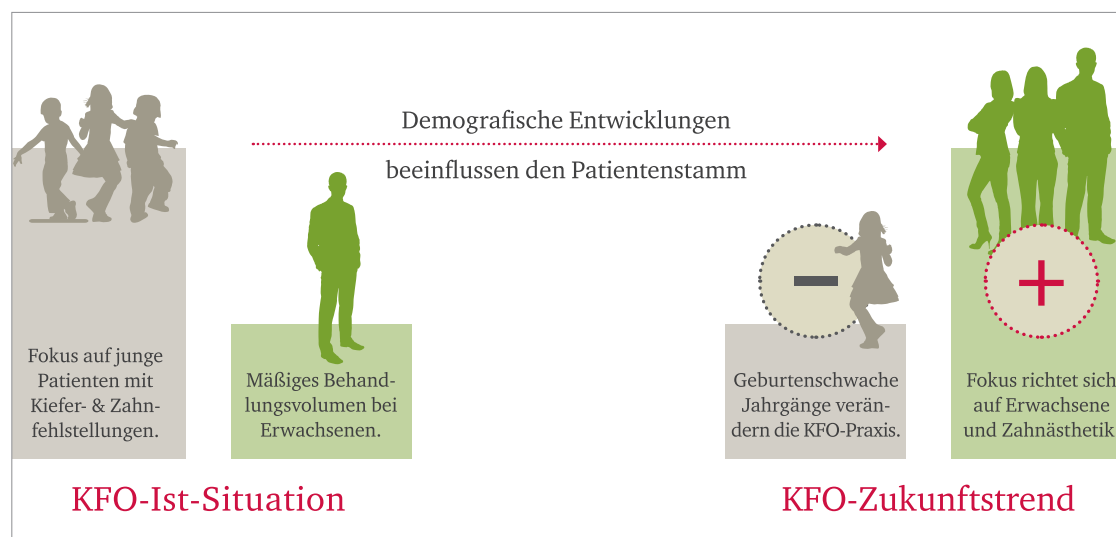 Demografische Entwicklungen
beeinflussen den Patientenstamm
Fokus auf junge
Patienten mit
Kiefer- & Zahn-
fehlstellungen.
Mäßiges Behand-
lungsvolumen bei
Erwachsenen.
Geburtenschwache
Jahrgänge verän-
dern die KFO-Praxis.
Fokus richtet sich
auf Erwachsene
und Zahnästhetik
KFO-Ist-Situation
KFO-Zukunftstrend